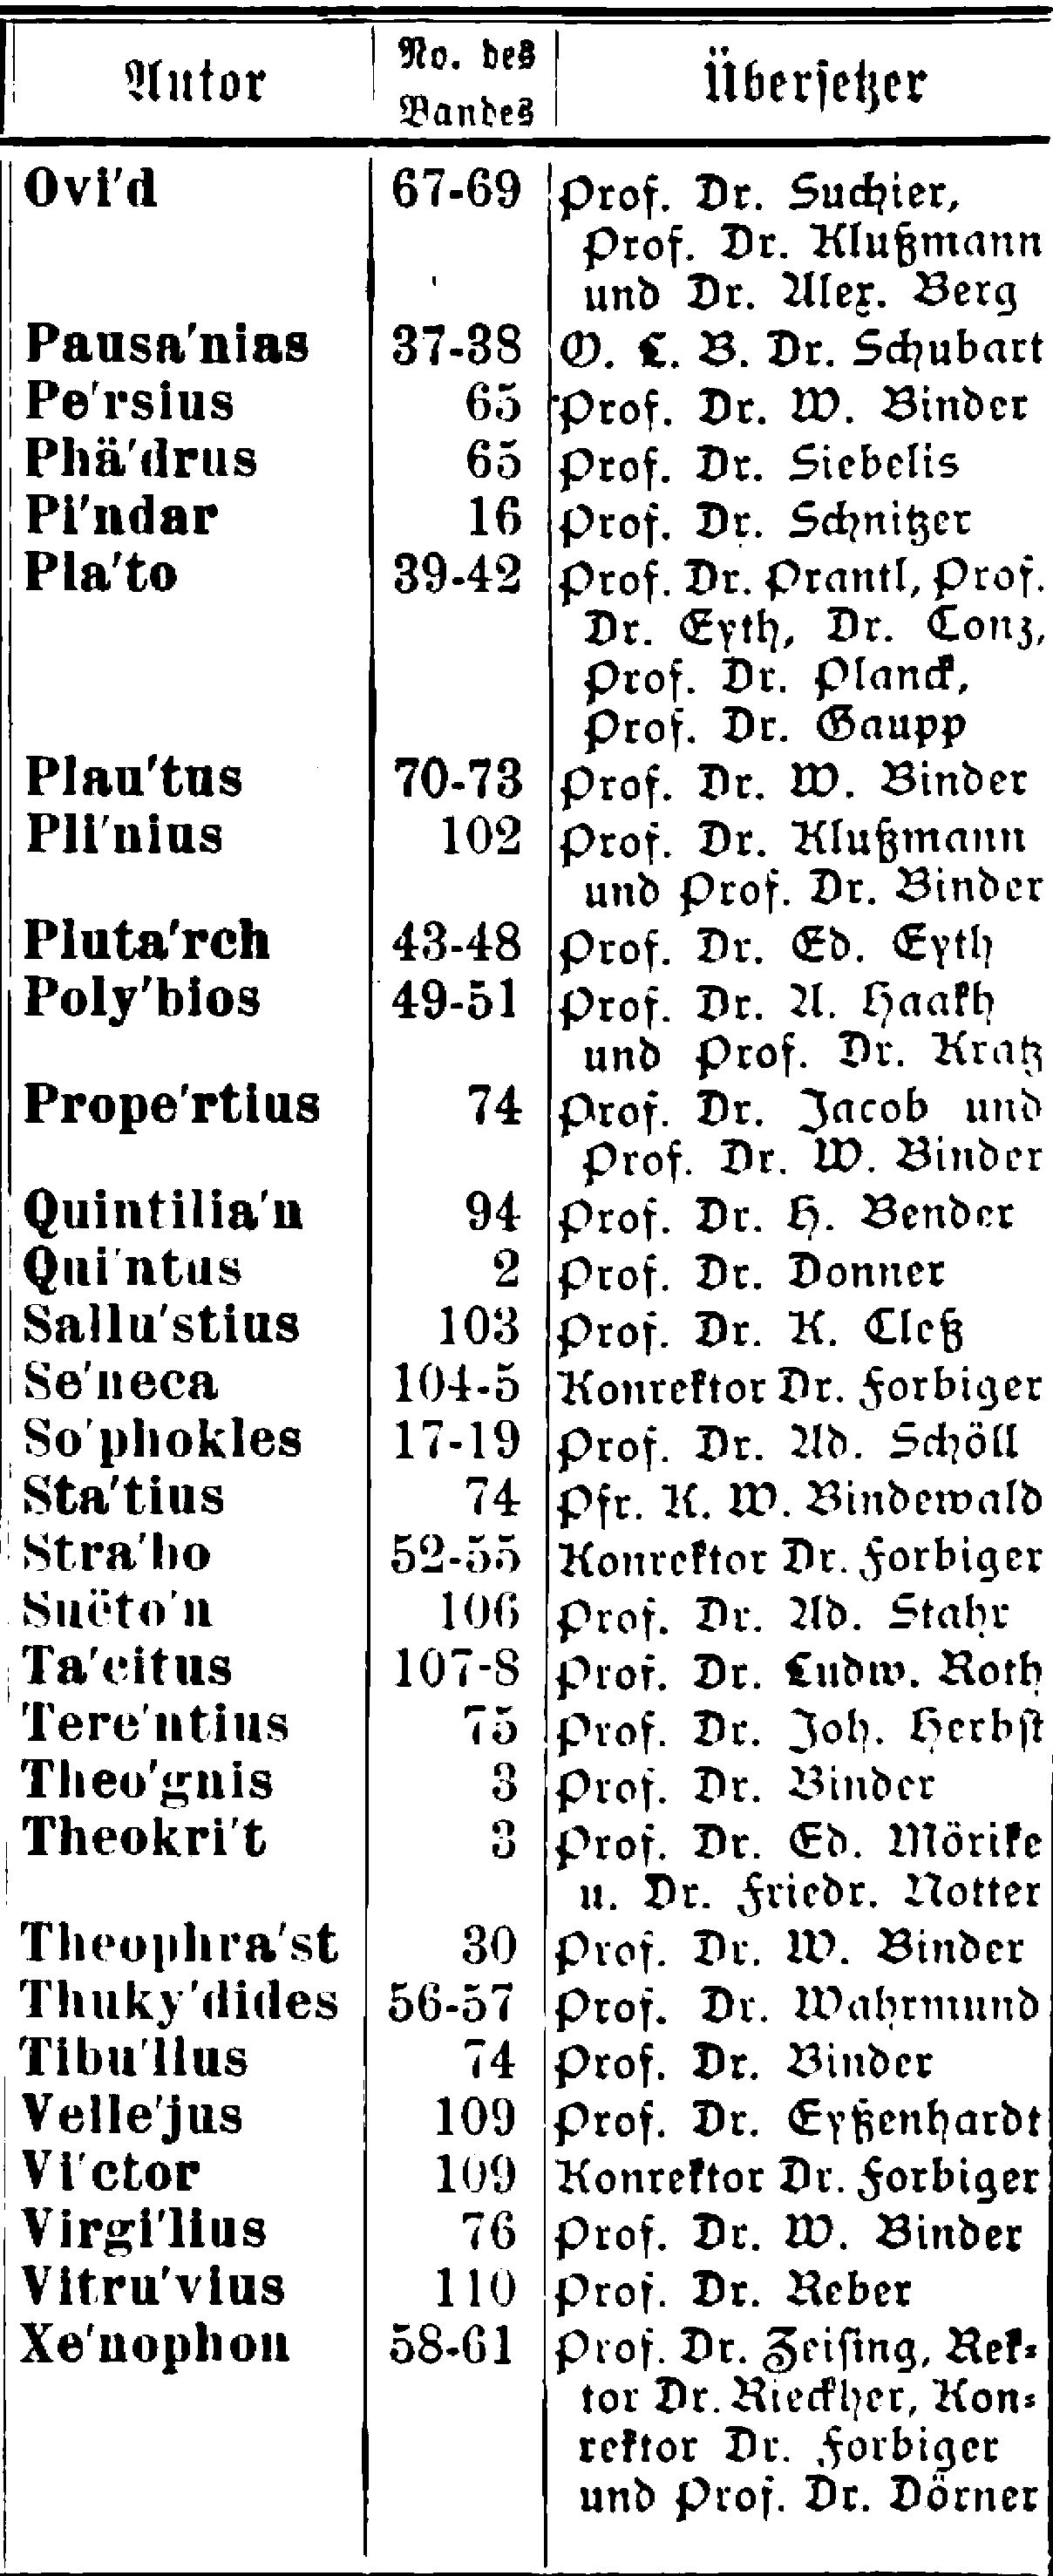 Autor No. des Übersetzer
Bandes
Ovi'd 67-69 Prof. Dr. Suchier,
Prof. Dr. Klußmann
und Dr. Alex. Berg
Pausa'nias 37-38 O. L. B. Dr. Schubart
Pe'rsius 65 Prof. Dr. W. Binder
Phä'drus 65 Prof. Dr. Siebelis
Pi'ndar 16 Prof. Dr. Schnitzer
Pla'to 39-42 Prof. Dr. Prantl, Prof.
Dr. Eyth, Dr. Conz,
Prof. Dr. Planck,
Prof. Dr. Gaupp
Plau'tus 70-73 Prof. Dr. W. Binder
Pli'nius 102 Prof. Dr. Klußmann
und Prof. Dr. Binder
Pluta'rch 43-48 Prof. Dr. Ed. Eyth
Poly'bios 49-51 Prof. Dr. A. Haakh
und Prof. Dr. Kratz
Prope'rtius 74 Prof. Dr. Jacob und
Prof. Dr. W. Binder
Quintilia'n 94 Prof. Dr. H. Bender
Qui'ntus 2 Prof. Dr. Donner
Sallu'stius 103 Prof. Dr. K. Cleß
Se'neca 104-5 Konrektor Dr. Forbiger
So'phokles 17-19 Prof. Dr. Ad. Schöll
Sta'tius 74 Pfr. K. W. Bindewald
Stra'bo 52-55 Konrektor Dr. Forbiger
Suëto'n 106 Prof. Dr. Ad. Stahr
Ta'citus 107-8 Prof. Dr. Ludw. Roth
Tere'ntius 75 Prof. Dr. Joh. Herbst
Theo'gnis 3 Prof. Dr. Binder
Theokri't 3 Prof. Dr. Ed. Mörike
u. Dr. Friedr. Notter
Theophra'st 30 Prof. Dr. W. Binder
Thuky'dides 56-57 Prof. Dr. Wahrmund
Tibu'llus 74 Prof. Dr. Binder
Velle'jus 109 Prof. Dr. Eyßenhardt
Vi'ctor 109 Konrektor Dr. Forbiger
Virgi'lius 76 Prof. Dr. W. Binder
Vitru'vius 110 Prof. Dr. Reber
Xe'nophon 58-61 Prof. Dr. Zeising, Rek-
tor Dr. Rieckher, Kon-
rektor Dr. Forbiger
und Prof. Dr. Dörner